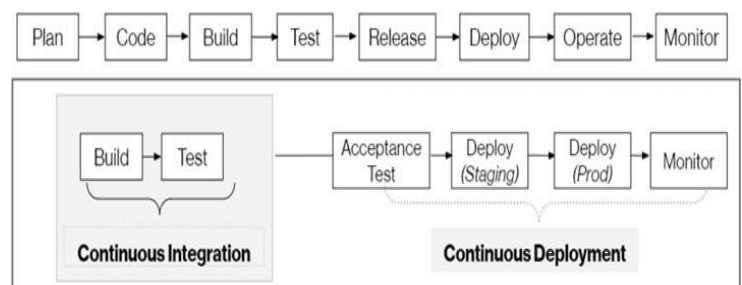 Plan Code Build Test Release Deploy Operate Monitor
Build Test
Acceptance Test
Deploy (Staging)
Deploy (Prod)
Monitor
Continuous Integration
Continuous Deployment